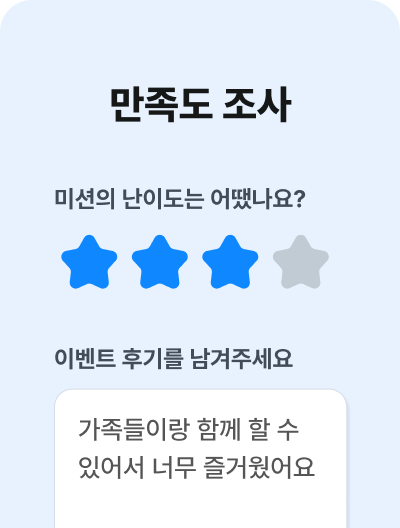 만족도 조사
미션의 난이도는 어땠나요?
이벤트 후기를 남겨주세요
가족들이랑 함께 할 수
있어서 너무 즐거웠어요